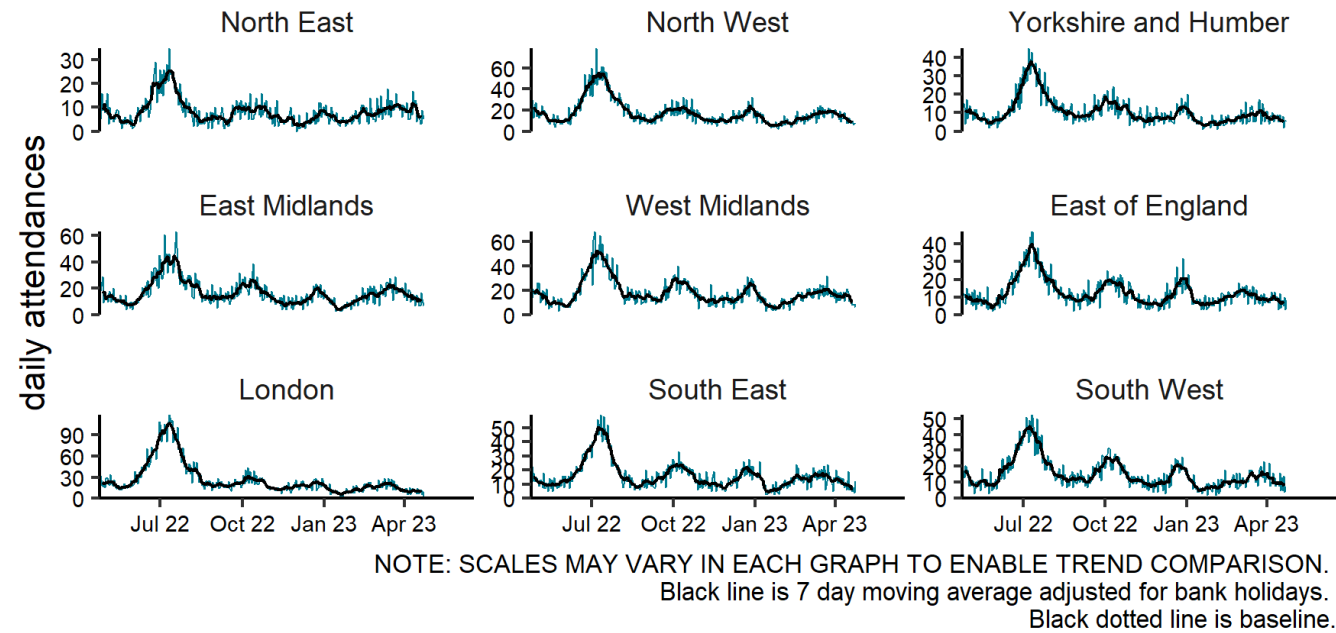 North East
North West
Yorkshire and Humber
30
20
10
0
60
40
20
0
40
30
20
10
0
daily attendances
East Midlands
West Midlands
East of England
60
40
20
0
60
40
20
0
40
30
20
10
0
London
South East
South West
90
60
30
0
50
40
30
20
10
0
50
40
30
20
10
0
Jul 22 Oct 22 Jan 23 Apr 23
Jul 22 Oct 22 Jan 23 Apr 23
Jul 22 Oct 22 Jan 23 Apr 23
NOTE: SCALES MAY VARY IN EACH GRAPH TO ENABLE TREND COMPARISON.
Black line is 7 day moving average adjusted for bank holidays.
Black dotted line is baseline.